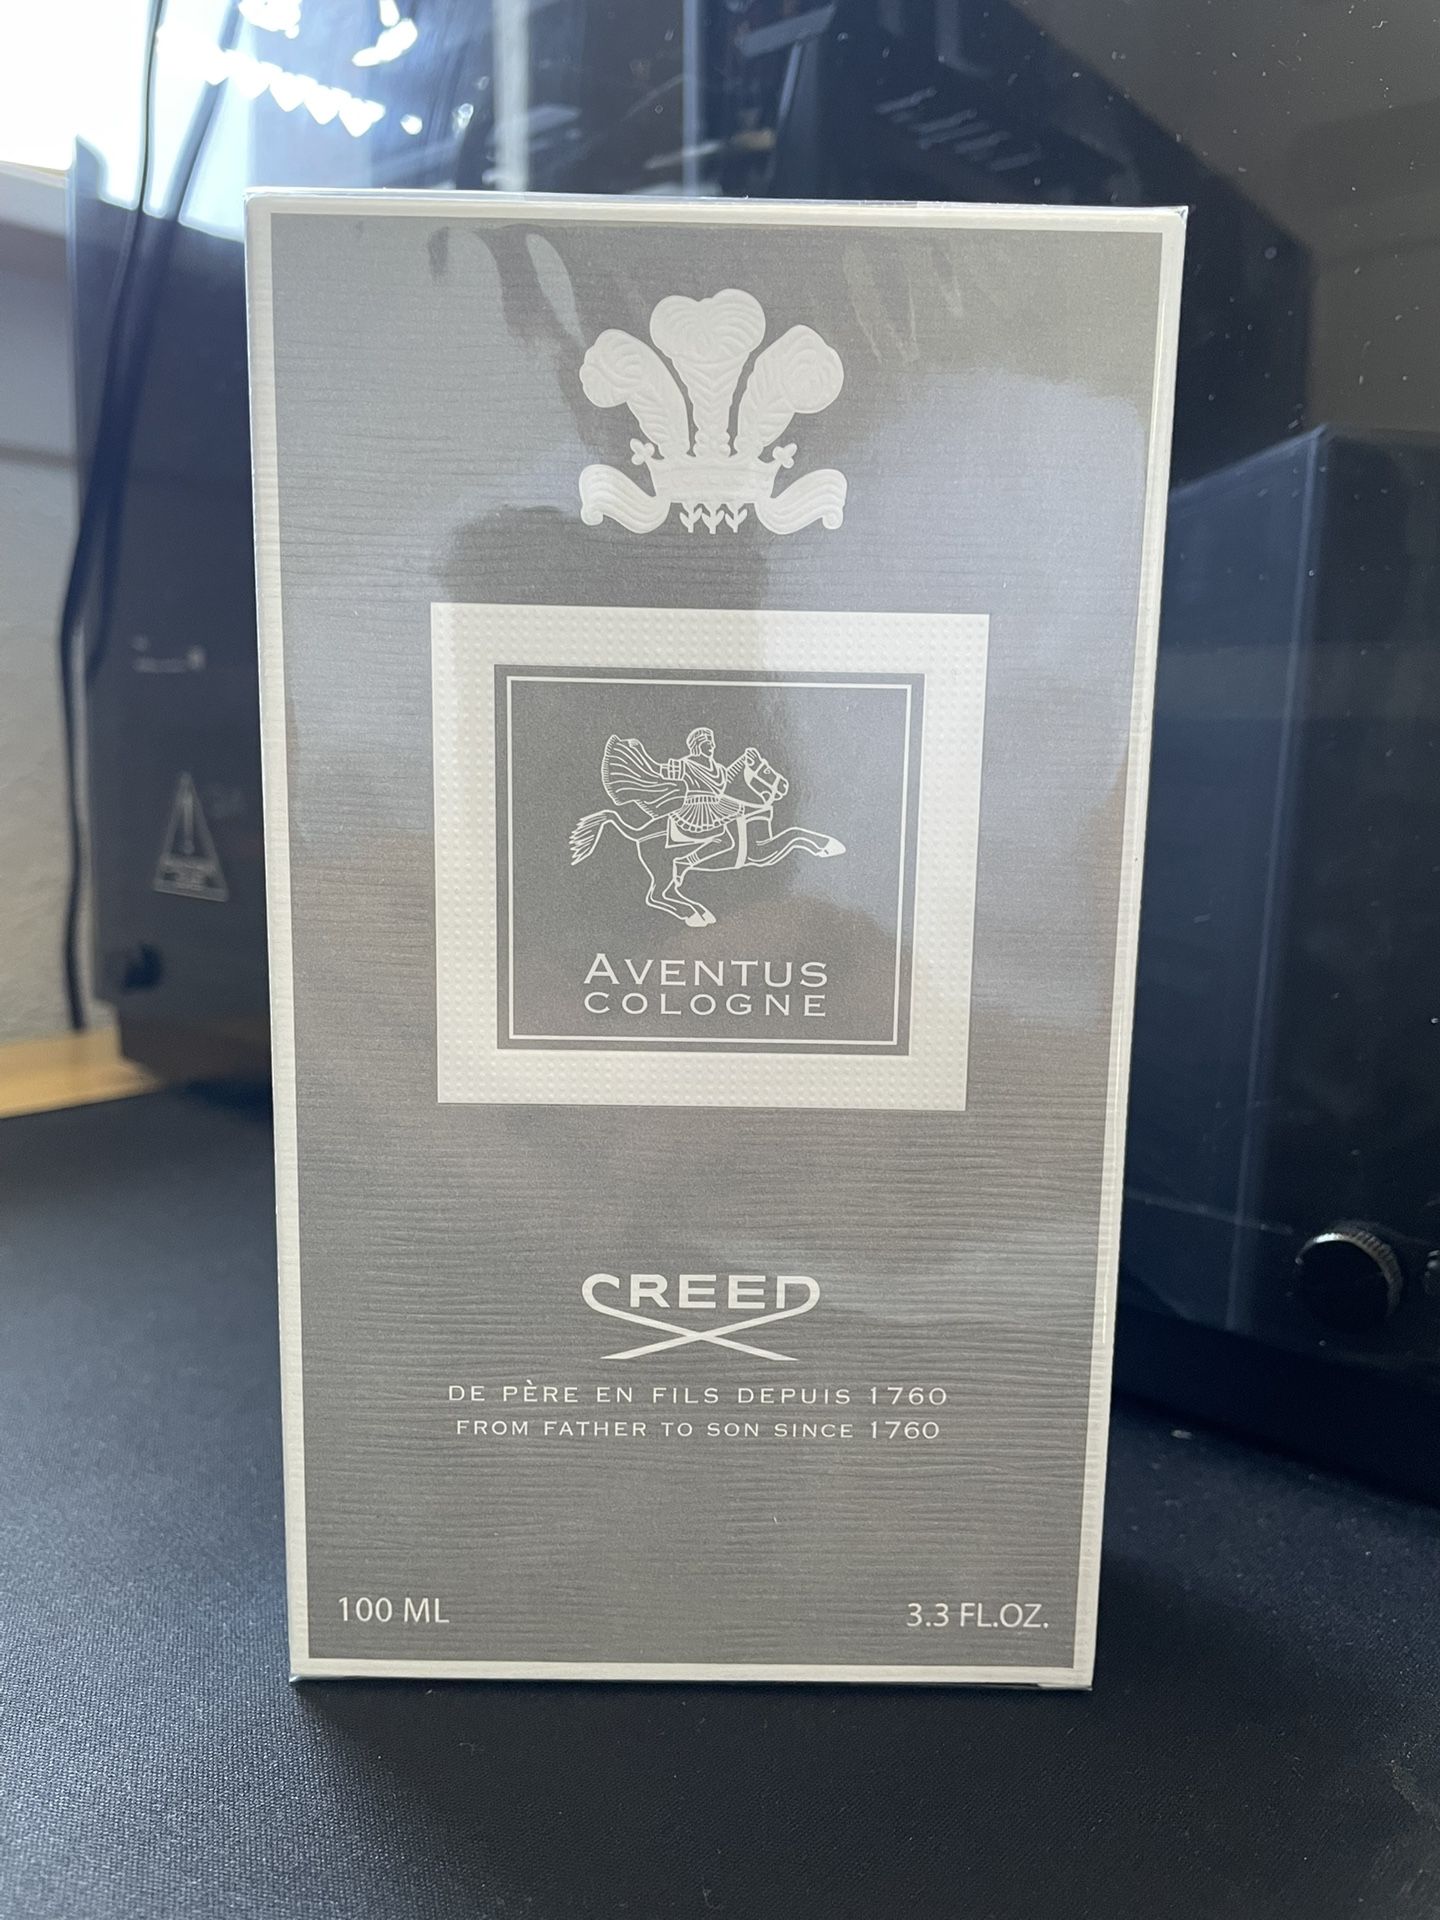 AVENTUS
COLOGNE
CREED
DE PÈRE EN FILS DEPUIS 1760
FROM FATHER TO SON SINCE 1760
100 ML
3.3 FL.OZ.